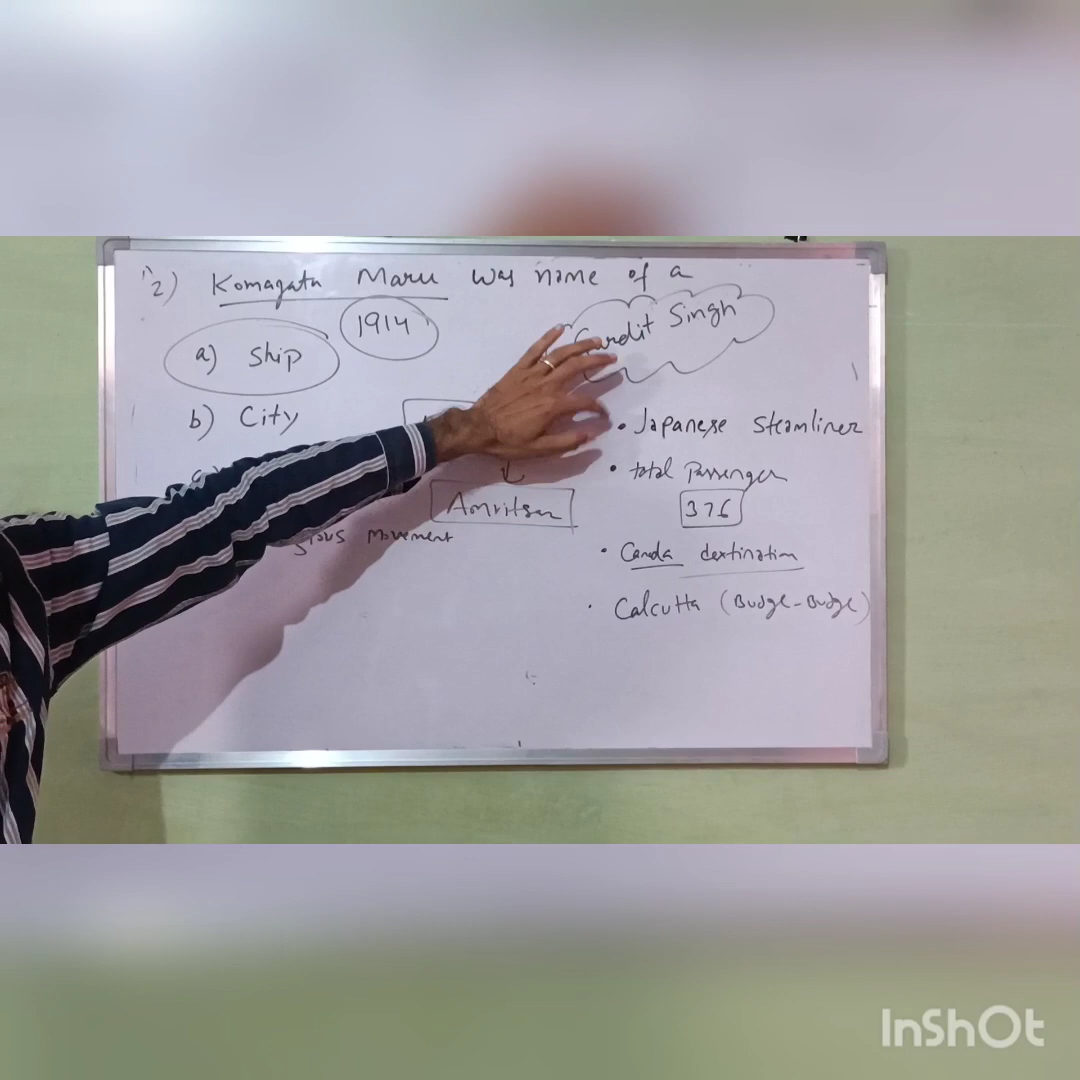 2) Komagata Maru was name of a
1914
Gurdit Singh
a) Ship
b) City
Amritsar
Movement
• Japanese Steamliner
• total Passenger
376
• Canda destination
• Calcutta (Budge-Budge)
InShOt